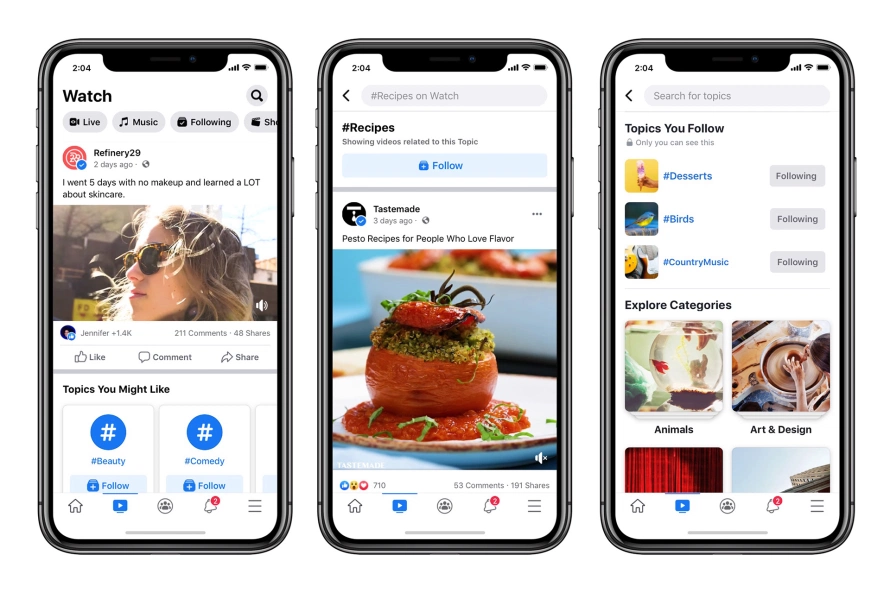 2:04
Watch
Live
Music
Following
Refinery29
2 days ago ·
I went 5 days with no makeup and learned a LOT
about skincare.
Jennifer +1.4K
211 Comments · 48 Shares
Like
Comment
Share
Topics You Might Like
#
#Beauty
Follow
#
#Comedy
Follow
2
2:04
#Recipes on Watch
#Recipes
Showing videos related to this Topic
Follow
Tastemade
3 days ago ·
Pesto Recipes for People Who Love Flavor
TASTEMADE
710
53 Comments · 191 Shares
2
2:04
Search for topics
Topics You Follow
Only you can see this
#Desserts
Following
#Birds
Following
#CountryMusic
Following
Explore Categories
Animals
Art & Design
2